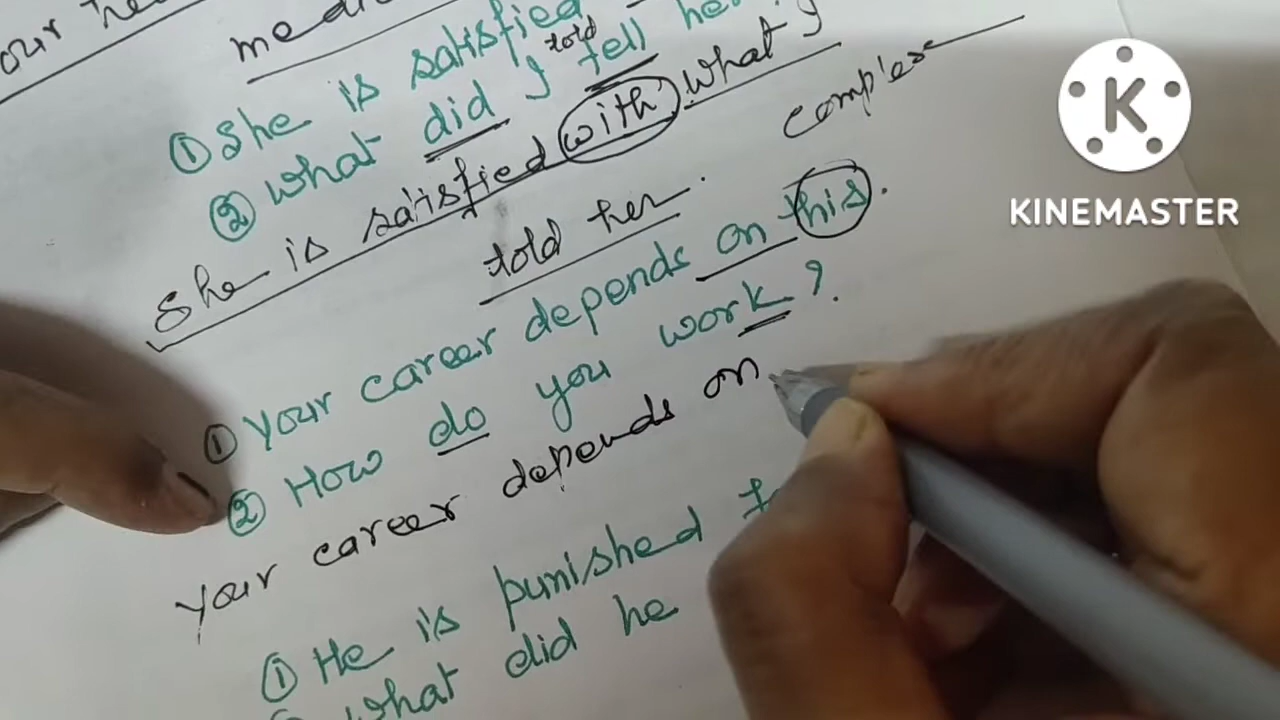 our
medi
① She is satisfied
told
② What did I tell her
She is satisfied with what I
told her.
Complex
① Your career depends on this.
② How do you work?
Your career depends on
① He is punished
What did he
K
KINEMASTER